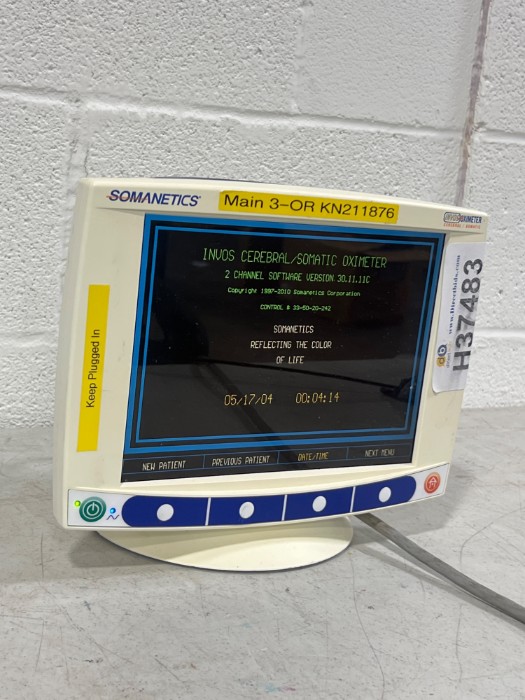 SOMANETICS
Main 3-OR KN211876
INVOS OXIMETER
CEREBRAL / SOMATIC
INVOS CEREBRAL/SOMATIC OXIMETER
2 CHANNEL SOFTWARE VERSION 30.11.11C
Copyright 1997-2010 Somanetics Corporation
CONTROL # 33-50-20-242
SOMANETICS
REFLECTING THE COLOR
OF LIFE
05/17/04 00:04:14
NEW PATIENT PREVIOUS PATIENT DATE/TIME NEXT MENU
Keep Plugged In
H37483